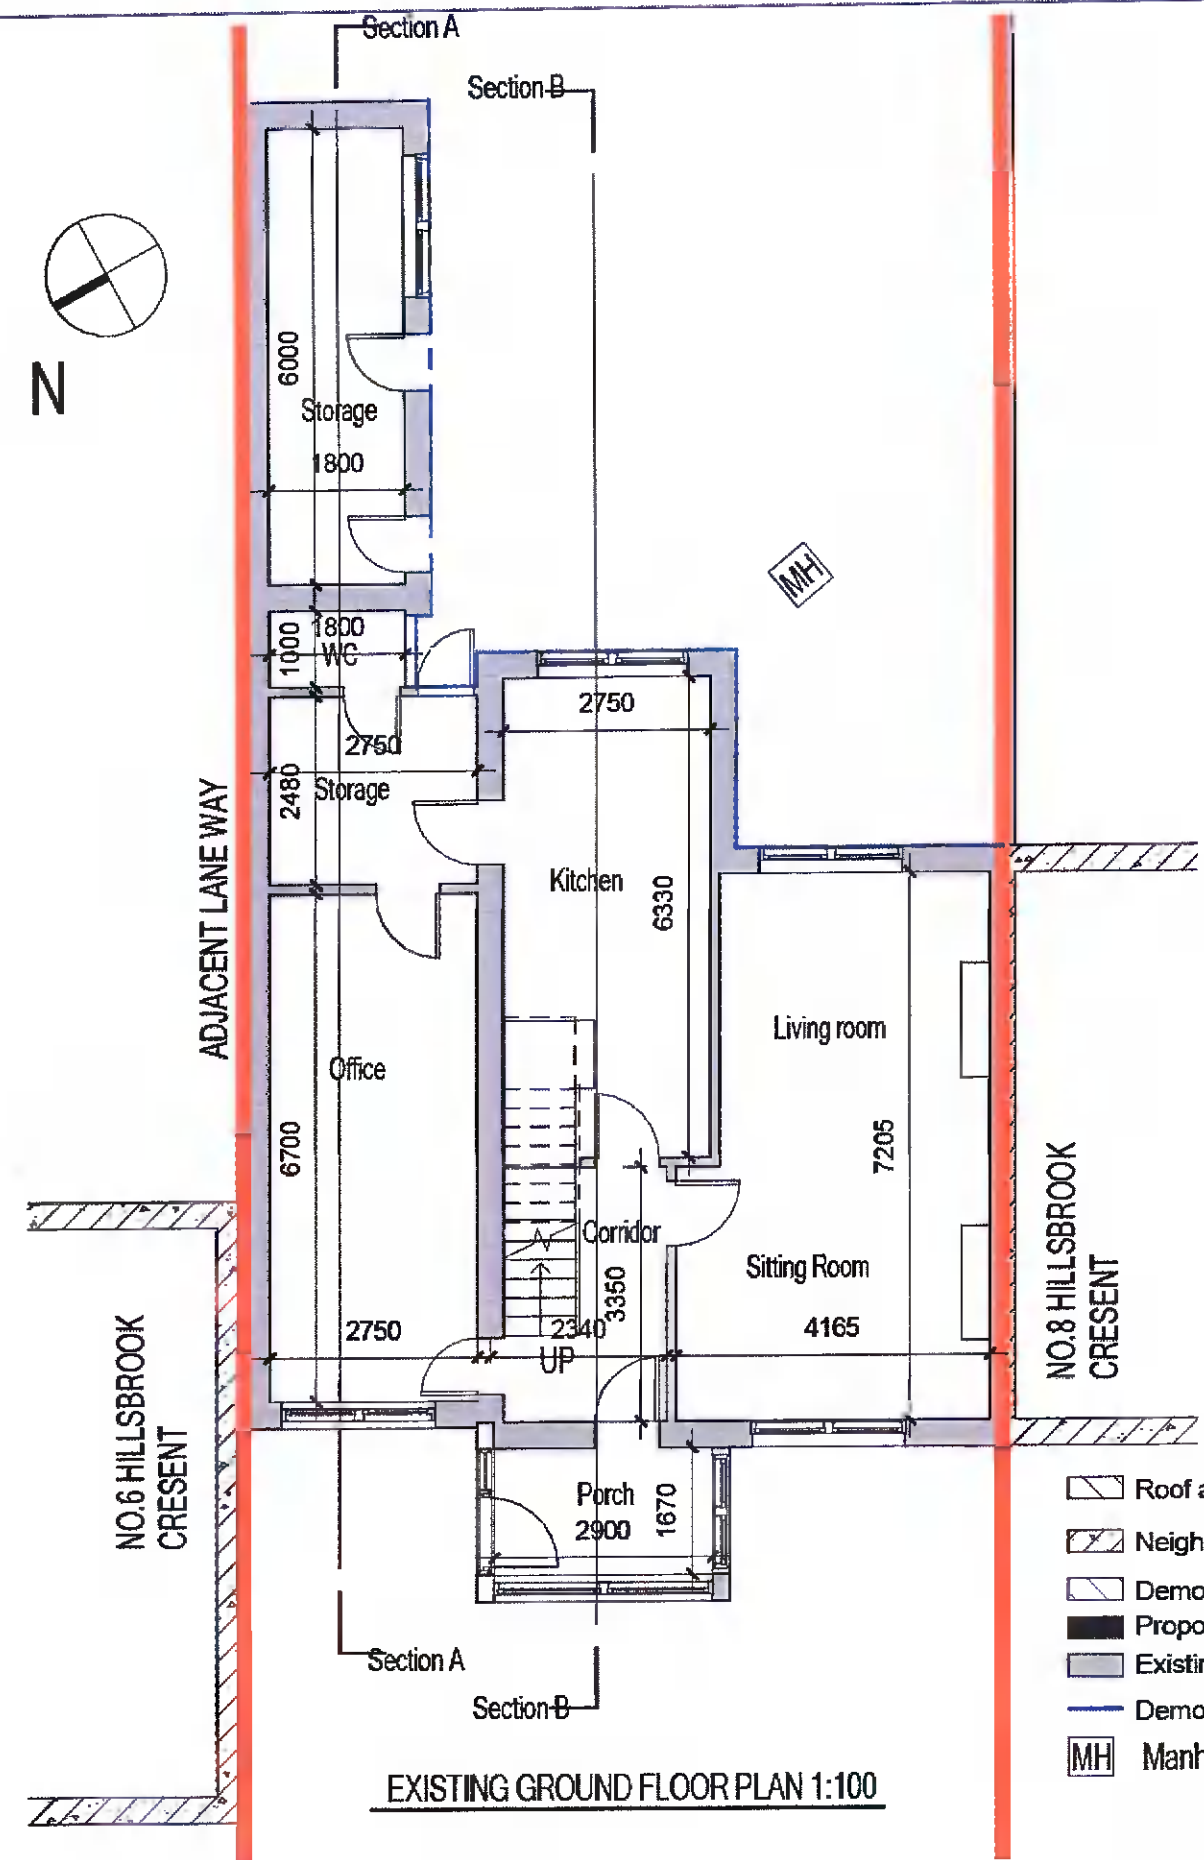 Section A
Section B
N
6000
Storage
1800
MH
1800
1000
WC
2750
2750
2480
Storage
ADJACENT LANE WAY
Kitchen
6330
Living room
Office
6700
7205
Corridor
3350
Sitting Room
NO.8 HILLSBROOK
CRESENT
2750
2340
4165
UP
NO.6 HILLSBROOK
CRESENT
Porch
2900
1670
Roof a
Neigh
Demo
Propo
Existin
Demo
MH Manh
Section A
Section B
EXISTING GROUND FLOOR PLAN 1:100